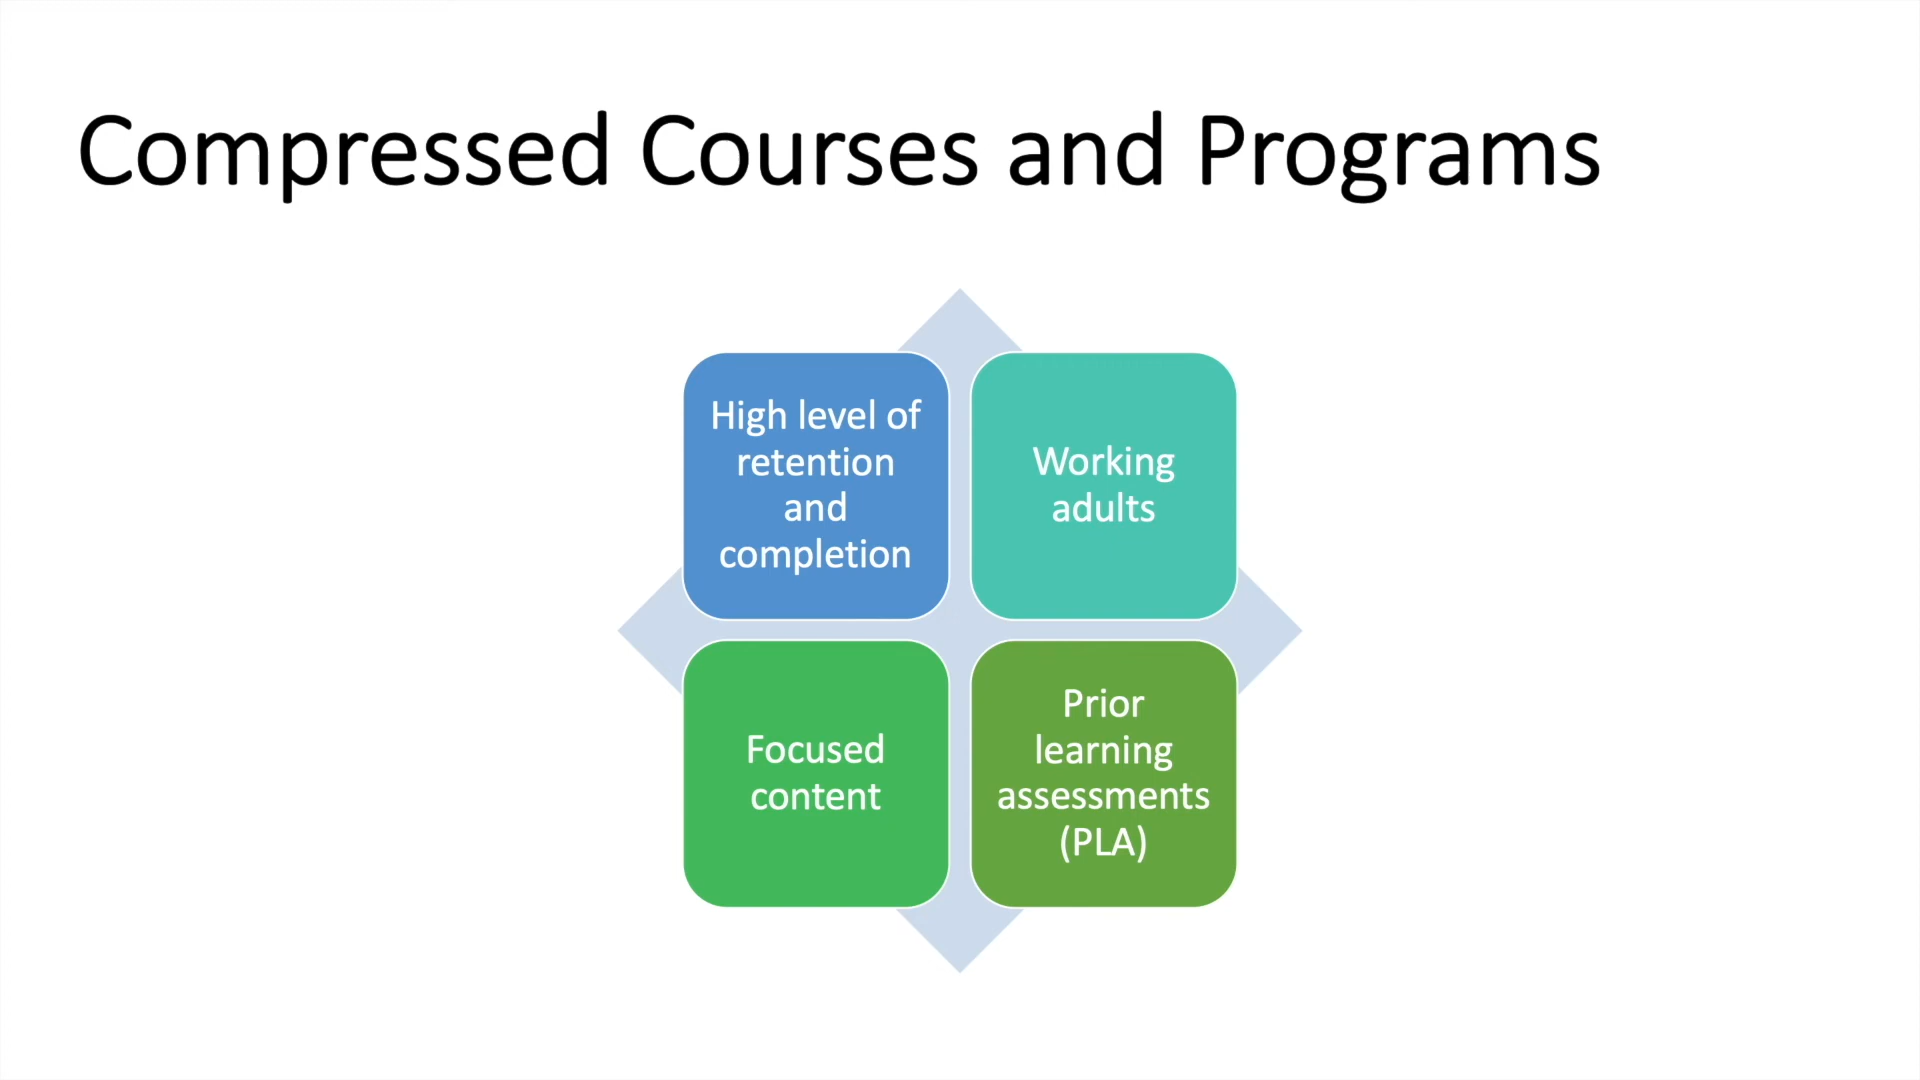 Compressed Courses and Programs
High level of
retention
and
completion
Working
adults
Focused
content
Prior
learning
assessments
(PLA)